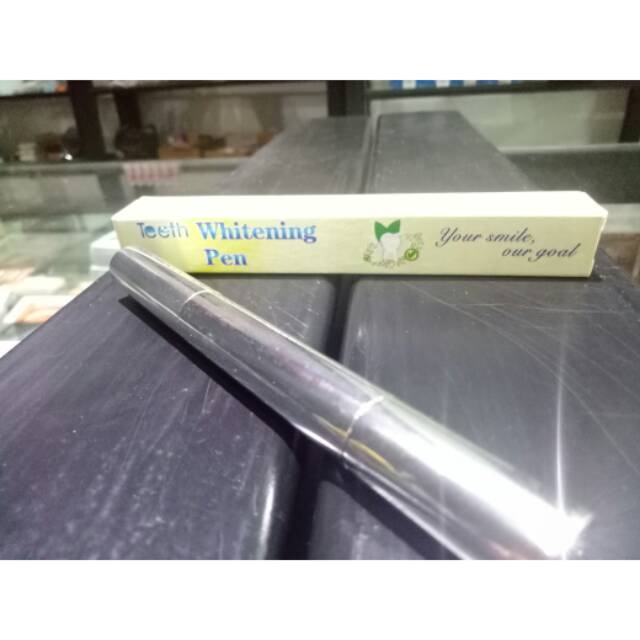 Teeth Whitening
Pen
Your smile,
our goal